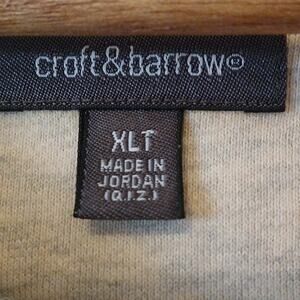 croft&barrow®
XLT
MADE IN
JORDAN
(Q.I.Z.)